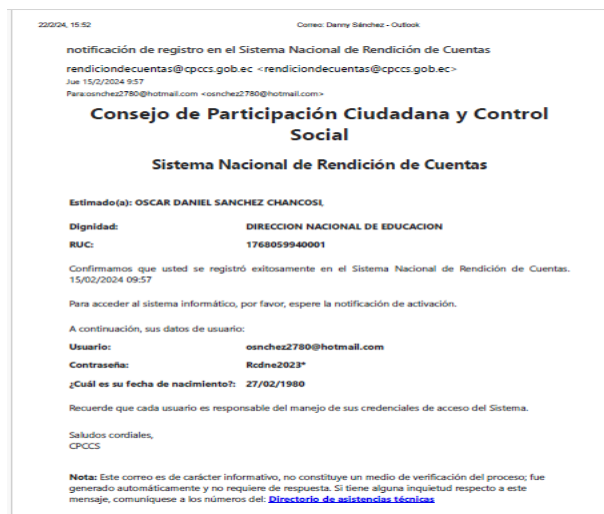 22/2/24, 15:52 Correo: Danny Sánchez - Outlook
notificación de registro en el Sistema Nacional de Rendición de Cuentas
rendiciondecuentas@cpccs.gob.ec <rendiciondecuentas@cpccs.gob.ec>
Jue 15/2/2024 9:57
Para:osnchez2780@hotmail.com <osnchez2780@hotmail.com>
Consejo de Participación Ciudadana y Control
Social
Sistema Nacional de Rendición de Cuentas
Estimado(a): OSCAR DANIEL SANCHEZ CHANCOSI,
Dignidad: DIRECCION NACIONAL DE EDUCACION
RUC: 1768059940001
Confirmamos que usted se registró exitosamente en el Sistema Nacional de Rendición de Cuentas.
15/02/2024 09:57
Para acceder al sistema informático, por favor, espere la notificación de activación.
A continuación, sus datos de usuario:
Usuario: osnchez2780@hotmail.com
Contraseña: Rcdne2023*
¿Cuál es su fecha de nacimiento?: 27/02/1980
Recuerde que cada usuario es responsable del manejo de sus credenciales de acceso del Sistema.
Saludos cordiales,
CPCCS
Nota: Este correo es de carácter informativo, no constituye un medio de verificación del proceso; fue
generado automáticamente y no requiere de respuesta. Si tiene alguna inquietud respecto a este
mensaje, comuníquese a los números del: Directorio de asistencias técnicas